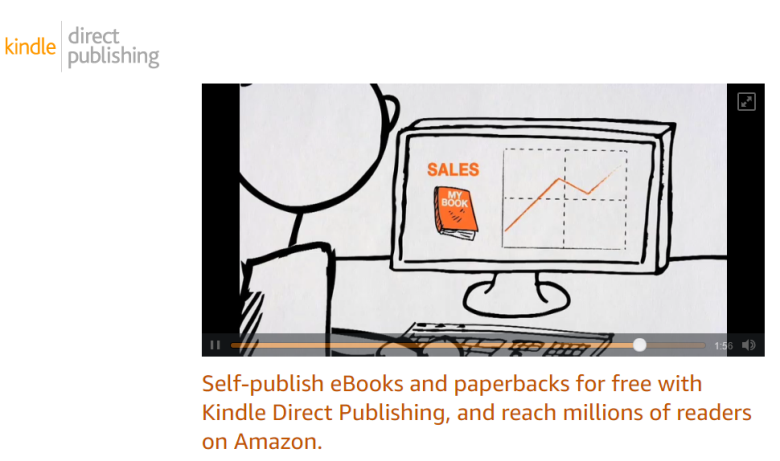 kindle direct
publishing
SALES
MY
BOOK
1:56
Self-publish eBooks and paperbacks for free with
Kindle Direct Publishing, and reach millions of readers
on Amazon.